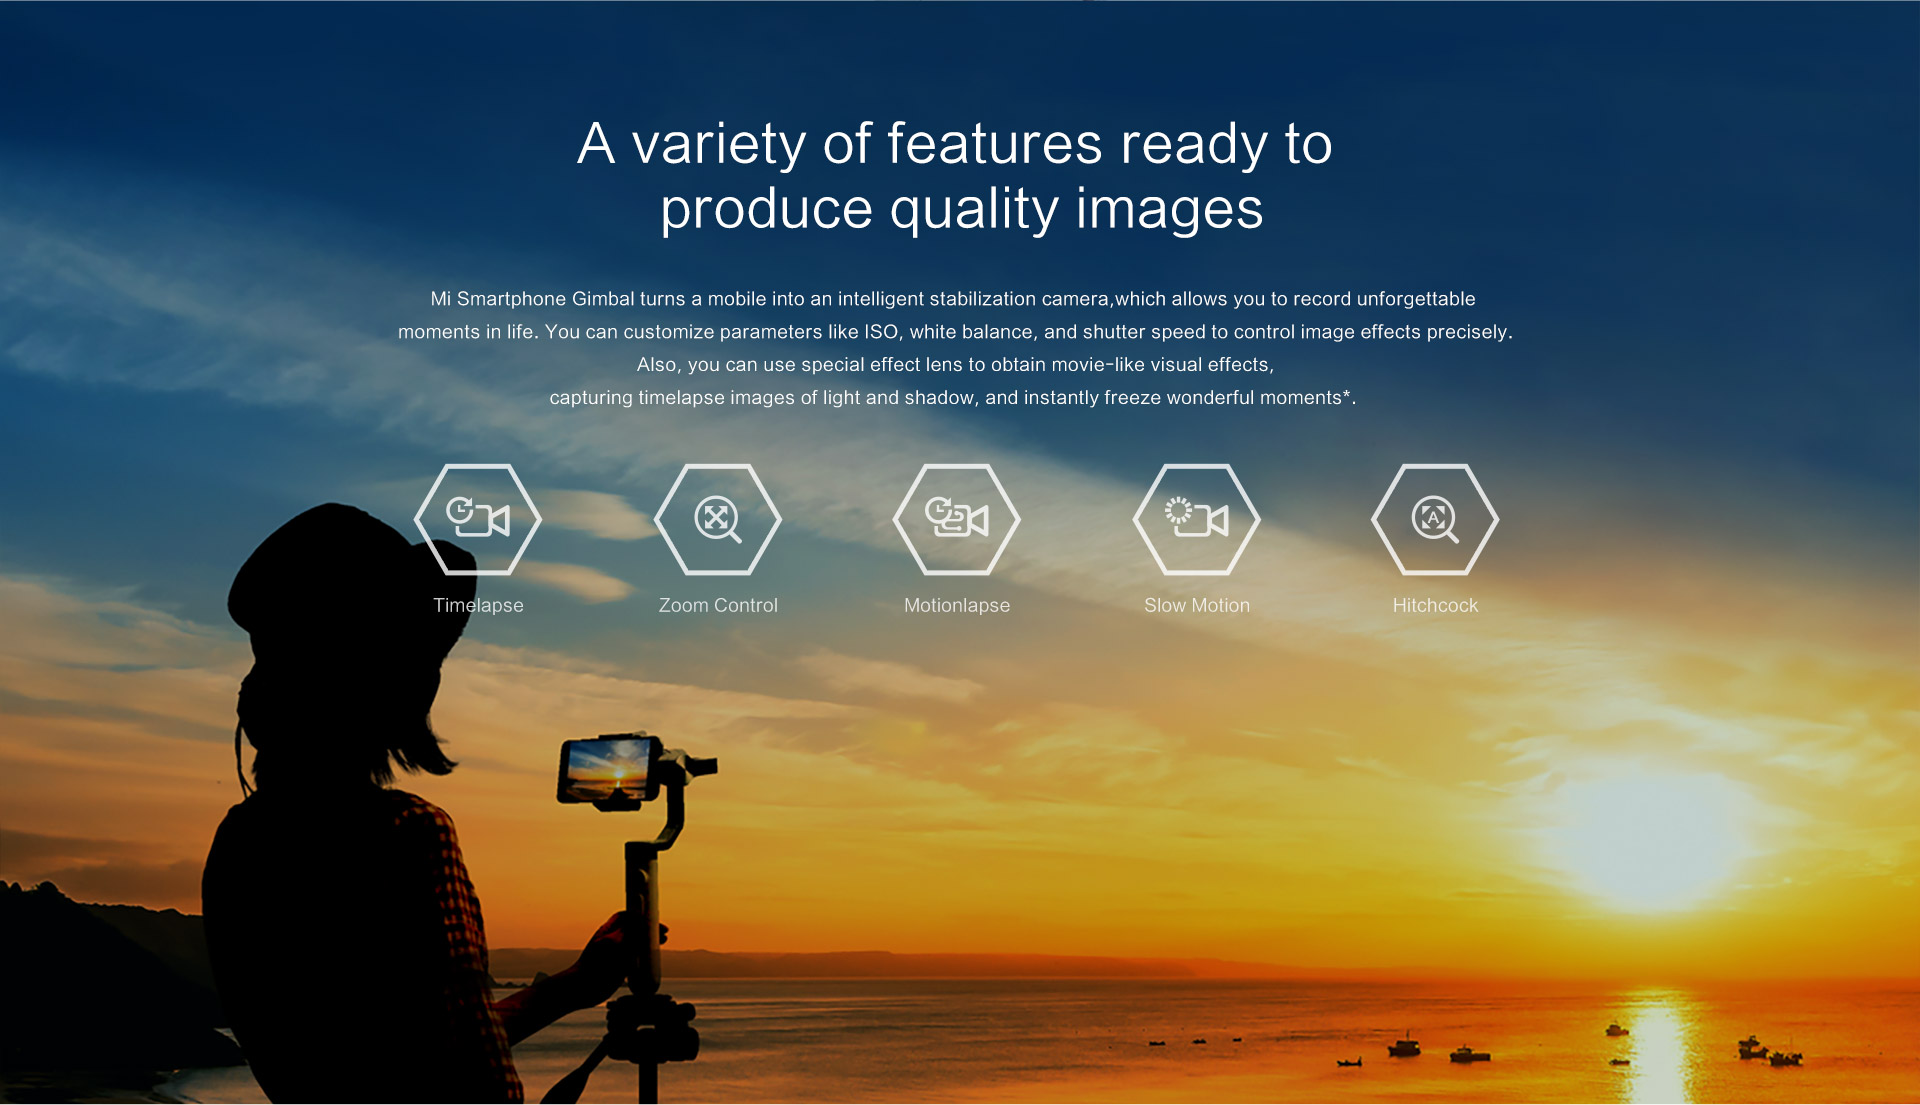 A variety of features ready to
produce quality images
Mi Smartphone Gimbal turns a mobile into an intelligent stabilization camera,which allows you to record unforgettable
moments in life. You can customize parameters like ISO, white balance, and shutter speed to control image effects precisely.
Also, you can use special effect lens to obtain movie-like visual effects,
capturing timelapse images of light and shadow, and instantly freeze wonderful moments*.
A
Timelapse
Zoom Control
Motionlapse
Slow Motion
Hitchcock